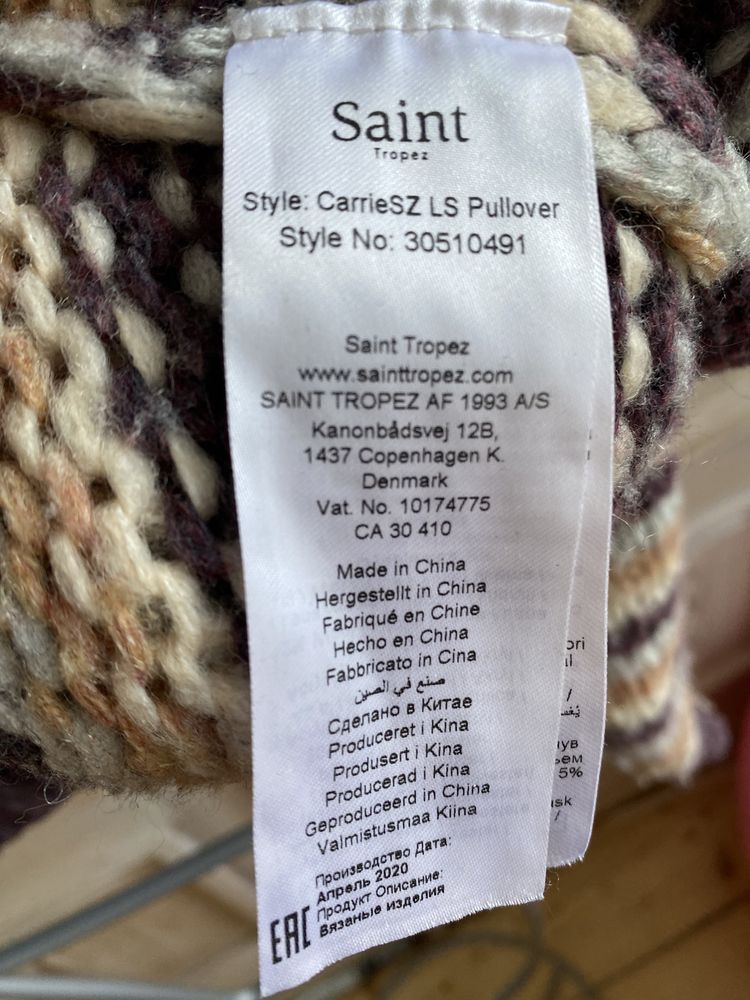 Saint
Tropez
Style: CarrieSZ LS Pullover
Style No: 30510491
Saint Tropez
www.sainttropez.com
SAINT TROPEZ AF 1993 A/S
Kanonbådsvej 12B,
1437 Copenhagen K.
Denmark
Vat. No. 10174775
CA 30 410
Made in China
Hergestellt in China
Fabriqué en Chine
Hecho en China
Fabbricato in Cina
صنع في الصين
Сделано в Китае
Produceret i Kina
Produsert i Kina
Producerad i Kina
Geproduceerd in China
Valmistusmaa Kiina
Производство Дата:
Апрель 2020
Продукт Описание:
Вязаные изделия
EAC
5%